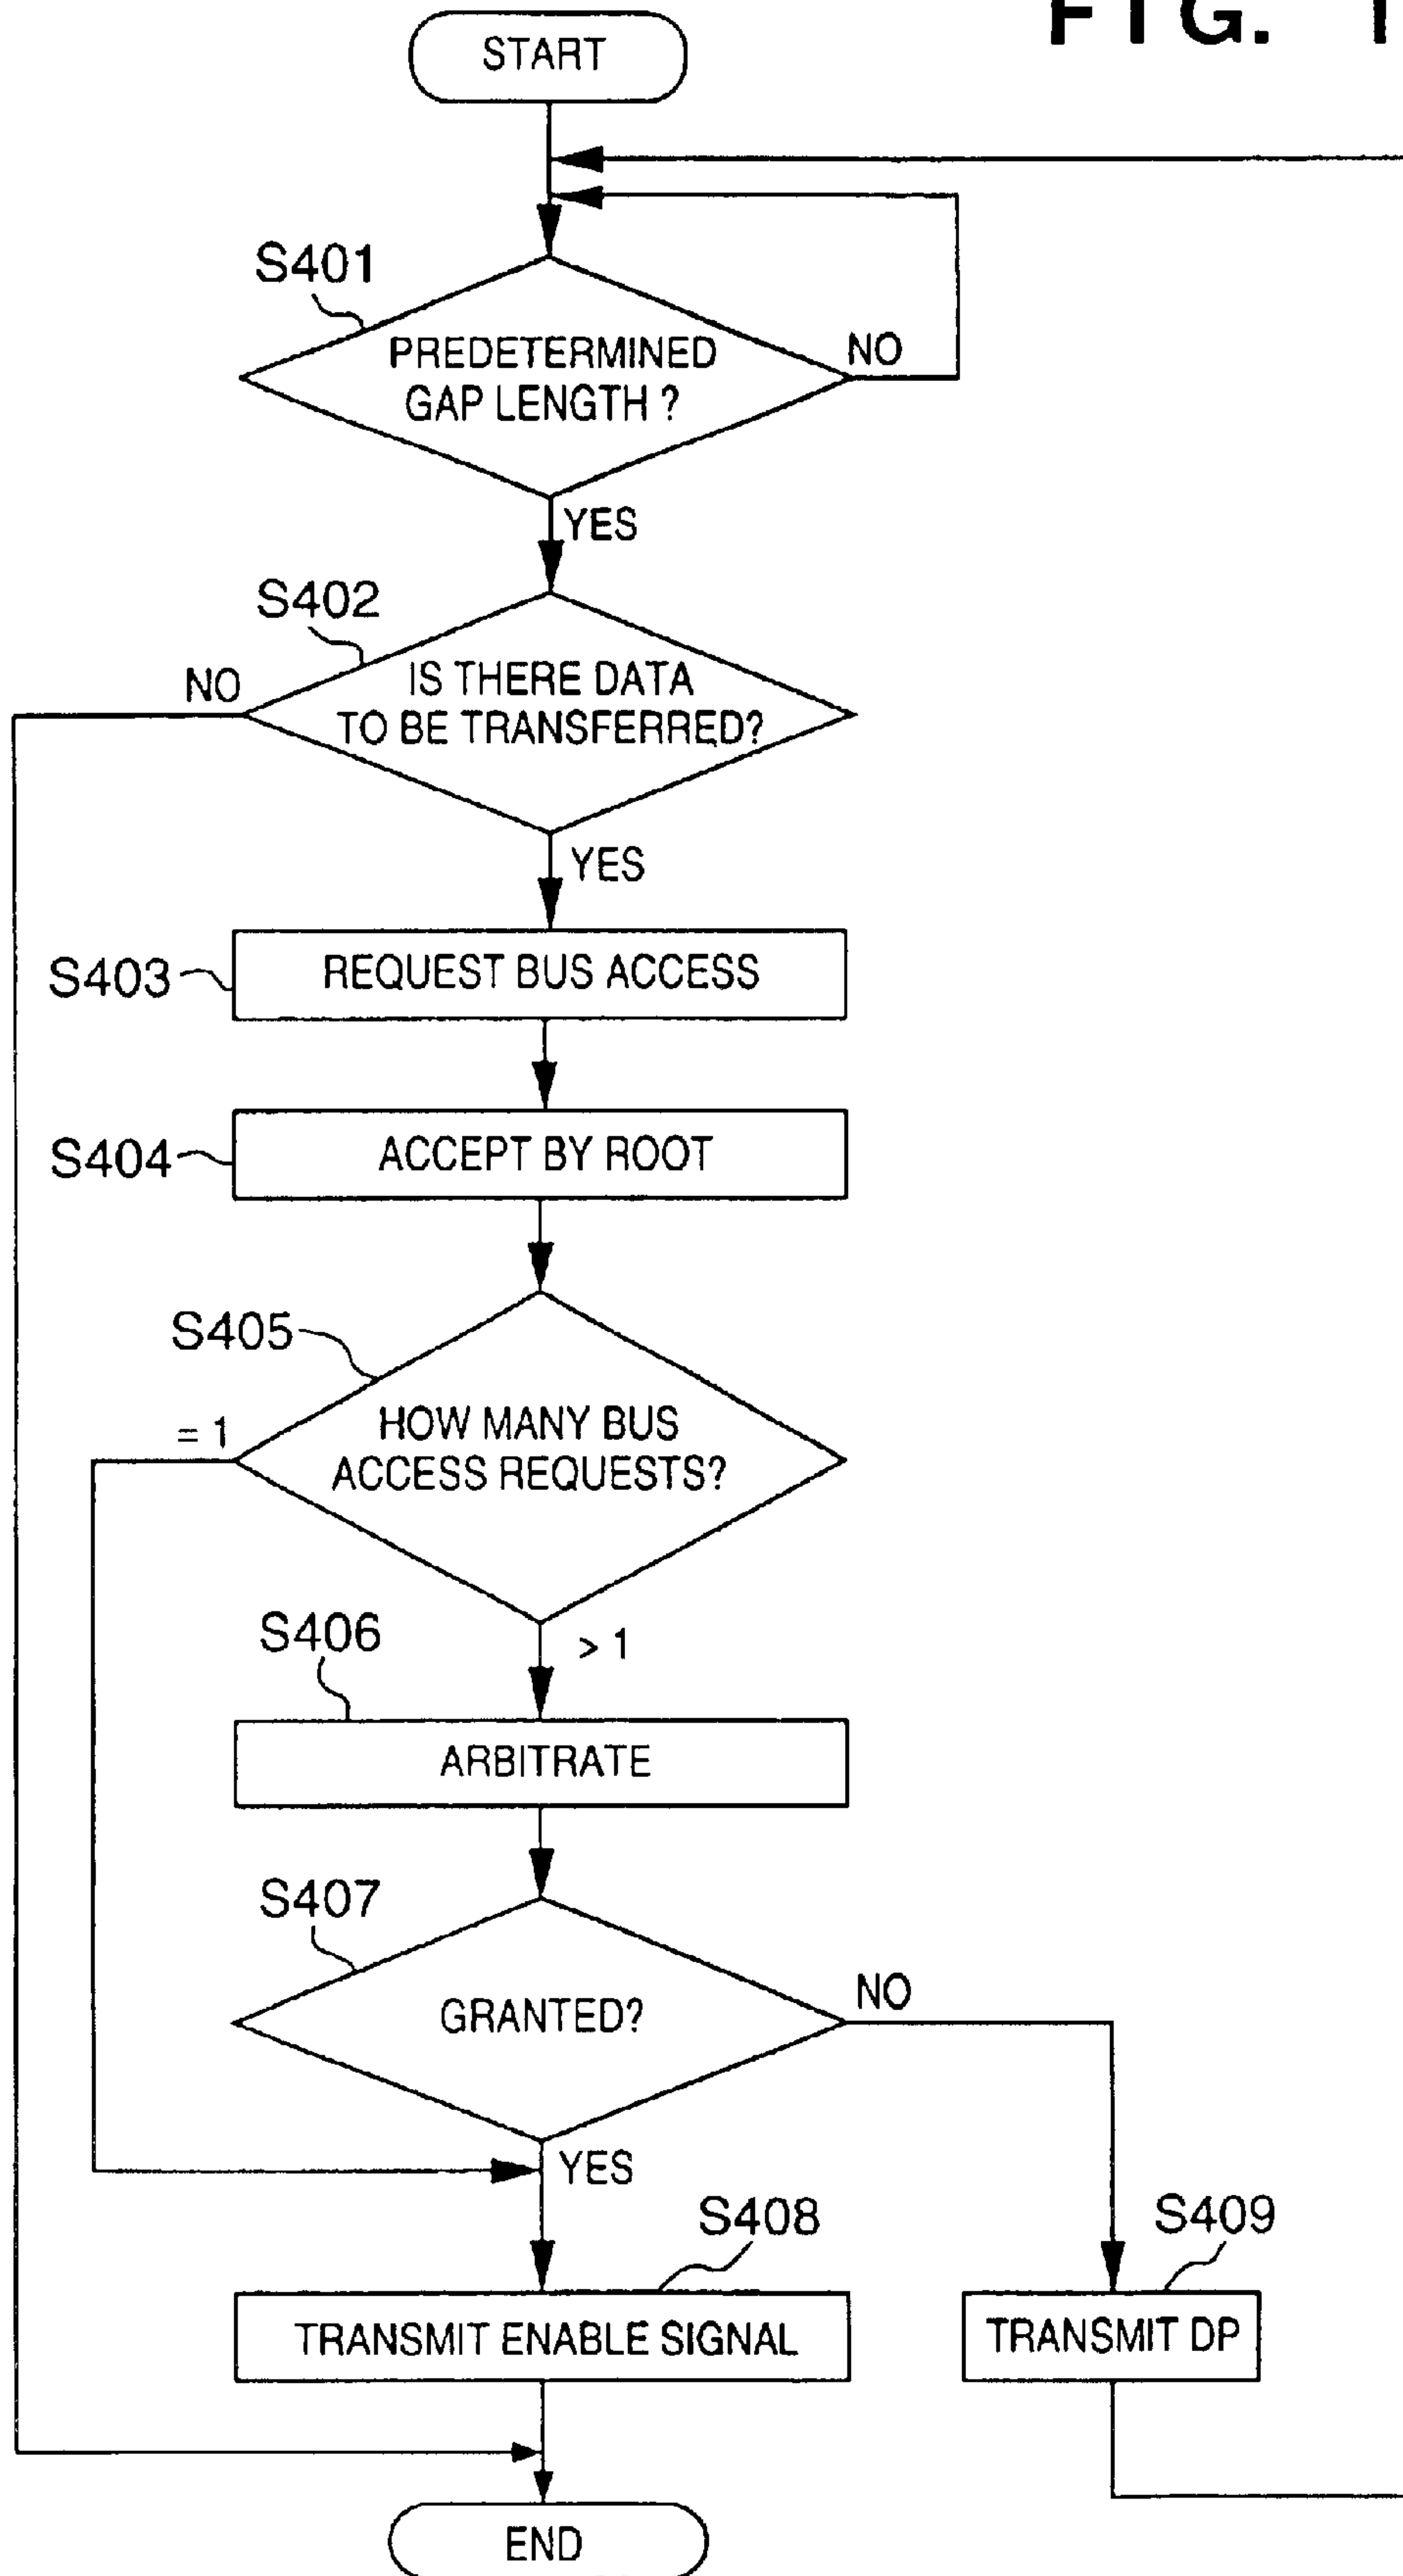 FIG. 1
START
S401
PREDETERMINED
GAP LENGTH ?
NO
YES
S402
NO
IS THERE DATA
TO BE TRANSFERRED?
YES
S403
REQUEST BUS ACCESS
S404
ACCEPT BY ROOT
S405
= 1
HOW MANY BUS
ACCESS REQUESTS?
> 1
S406
ARBITRATE
S407
GRANTED?
NO
YES
S408
S409
TRANSMIT ENABLE SIGNAL
TRANSMIT DP
END